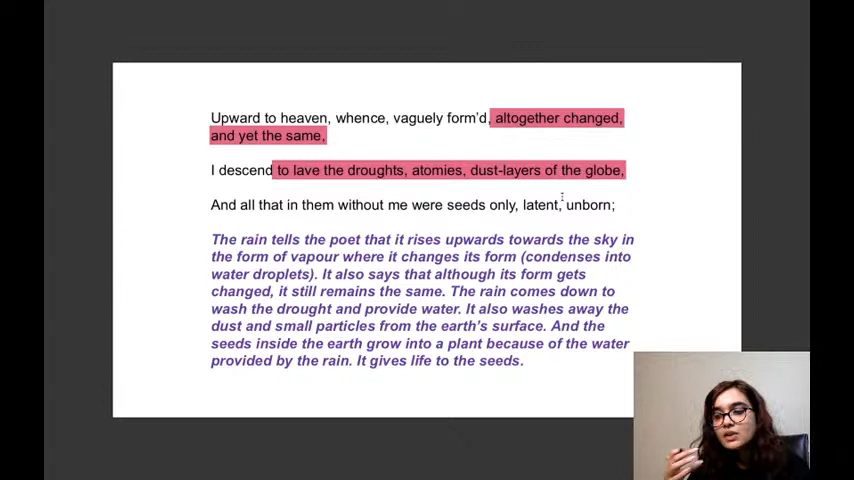 Upward to heaven, whence, vaguely form'd, altogether changed,
and yet the same,
I descend to lave the droughts, atomies, dust-layers of the globe,
And all that in them without me were seeds only, latent, unborn;
The rain tells the poet that it rises upwards towards the sky in
the form of vapour where it changes its form (condenses into
water droplets). It also says that although its form gets
changed, it still remains the same. The rain comes down to
wash the drought and provide water. It also washes away the
dust and small particles from the earth's surface. And the
seeds inside the earth grow into a plant because of the water
provided by the rain. It gives life to the seeds.